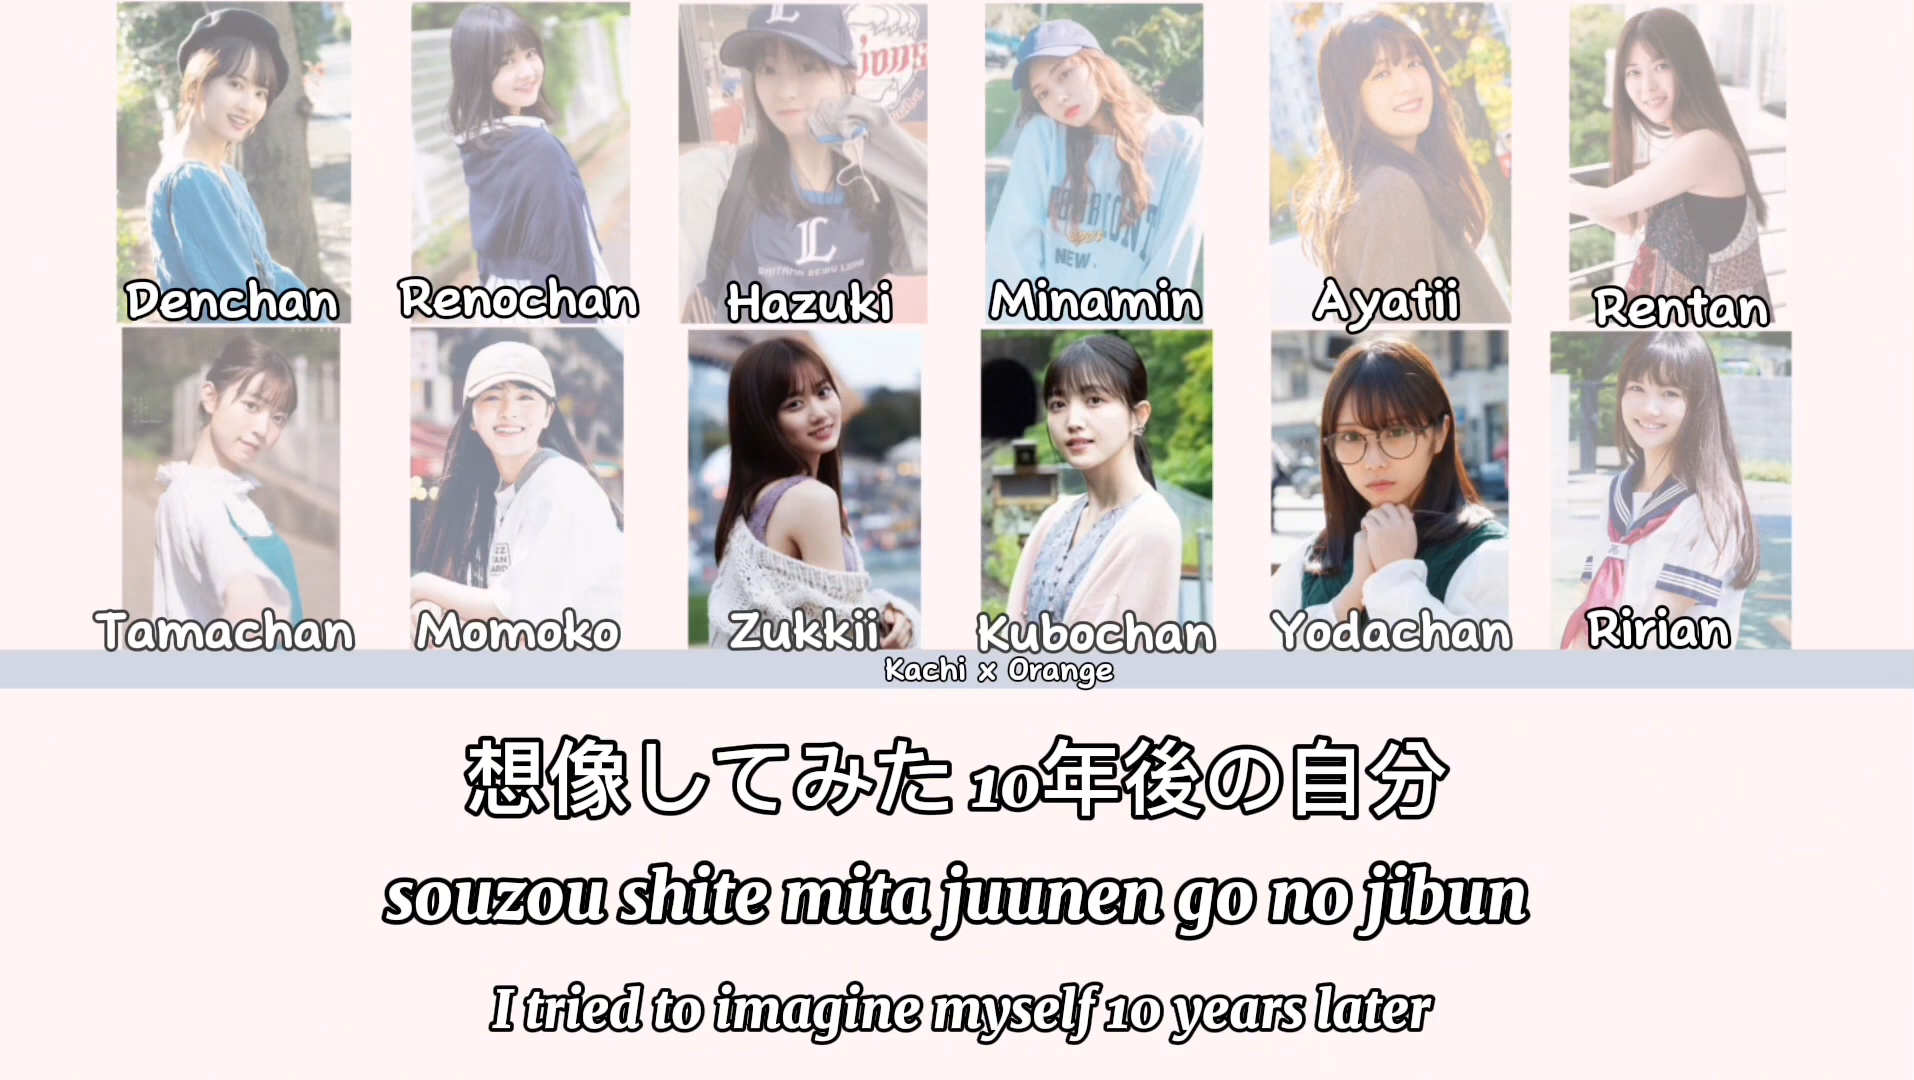 Denchan Renochan Hazuki Minamin Ayatii Rentan
Tamachan Momoko Zukkii Kubochan Yodachan Ririan
Kachi x Orange
想像してみた 10年後の自分
souzou shite mita juunen go no jibun
I tried to imagine myself 10 years later